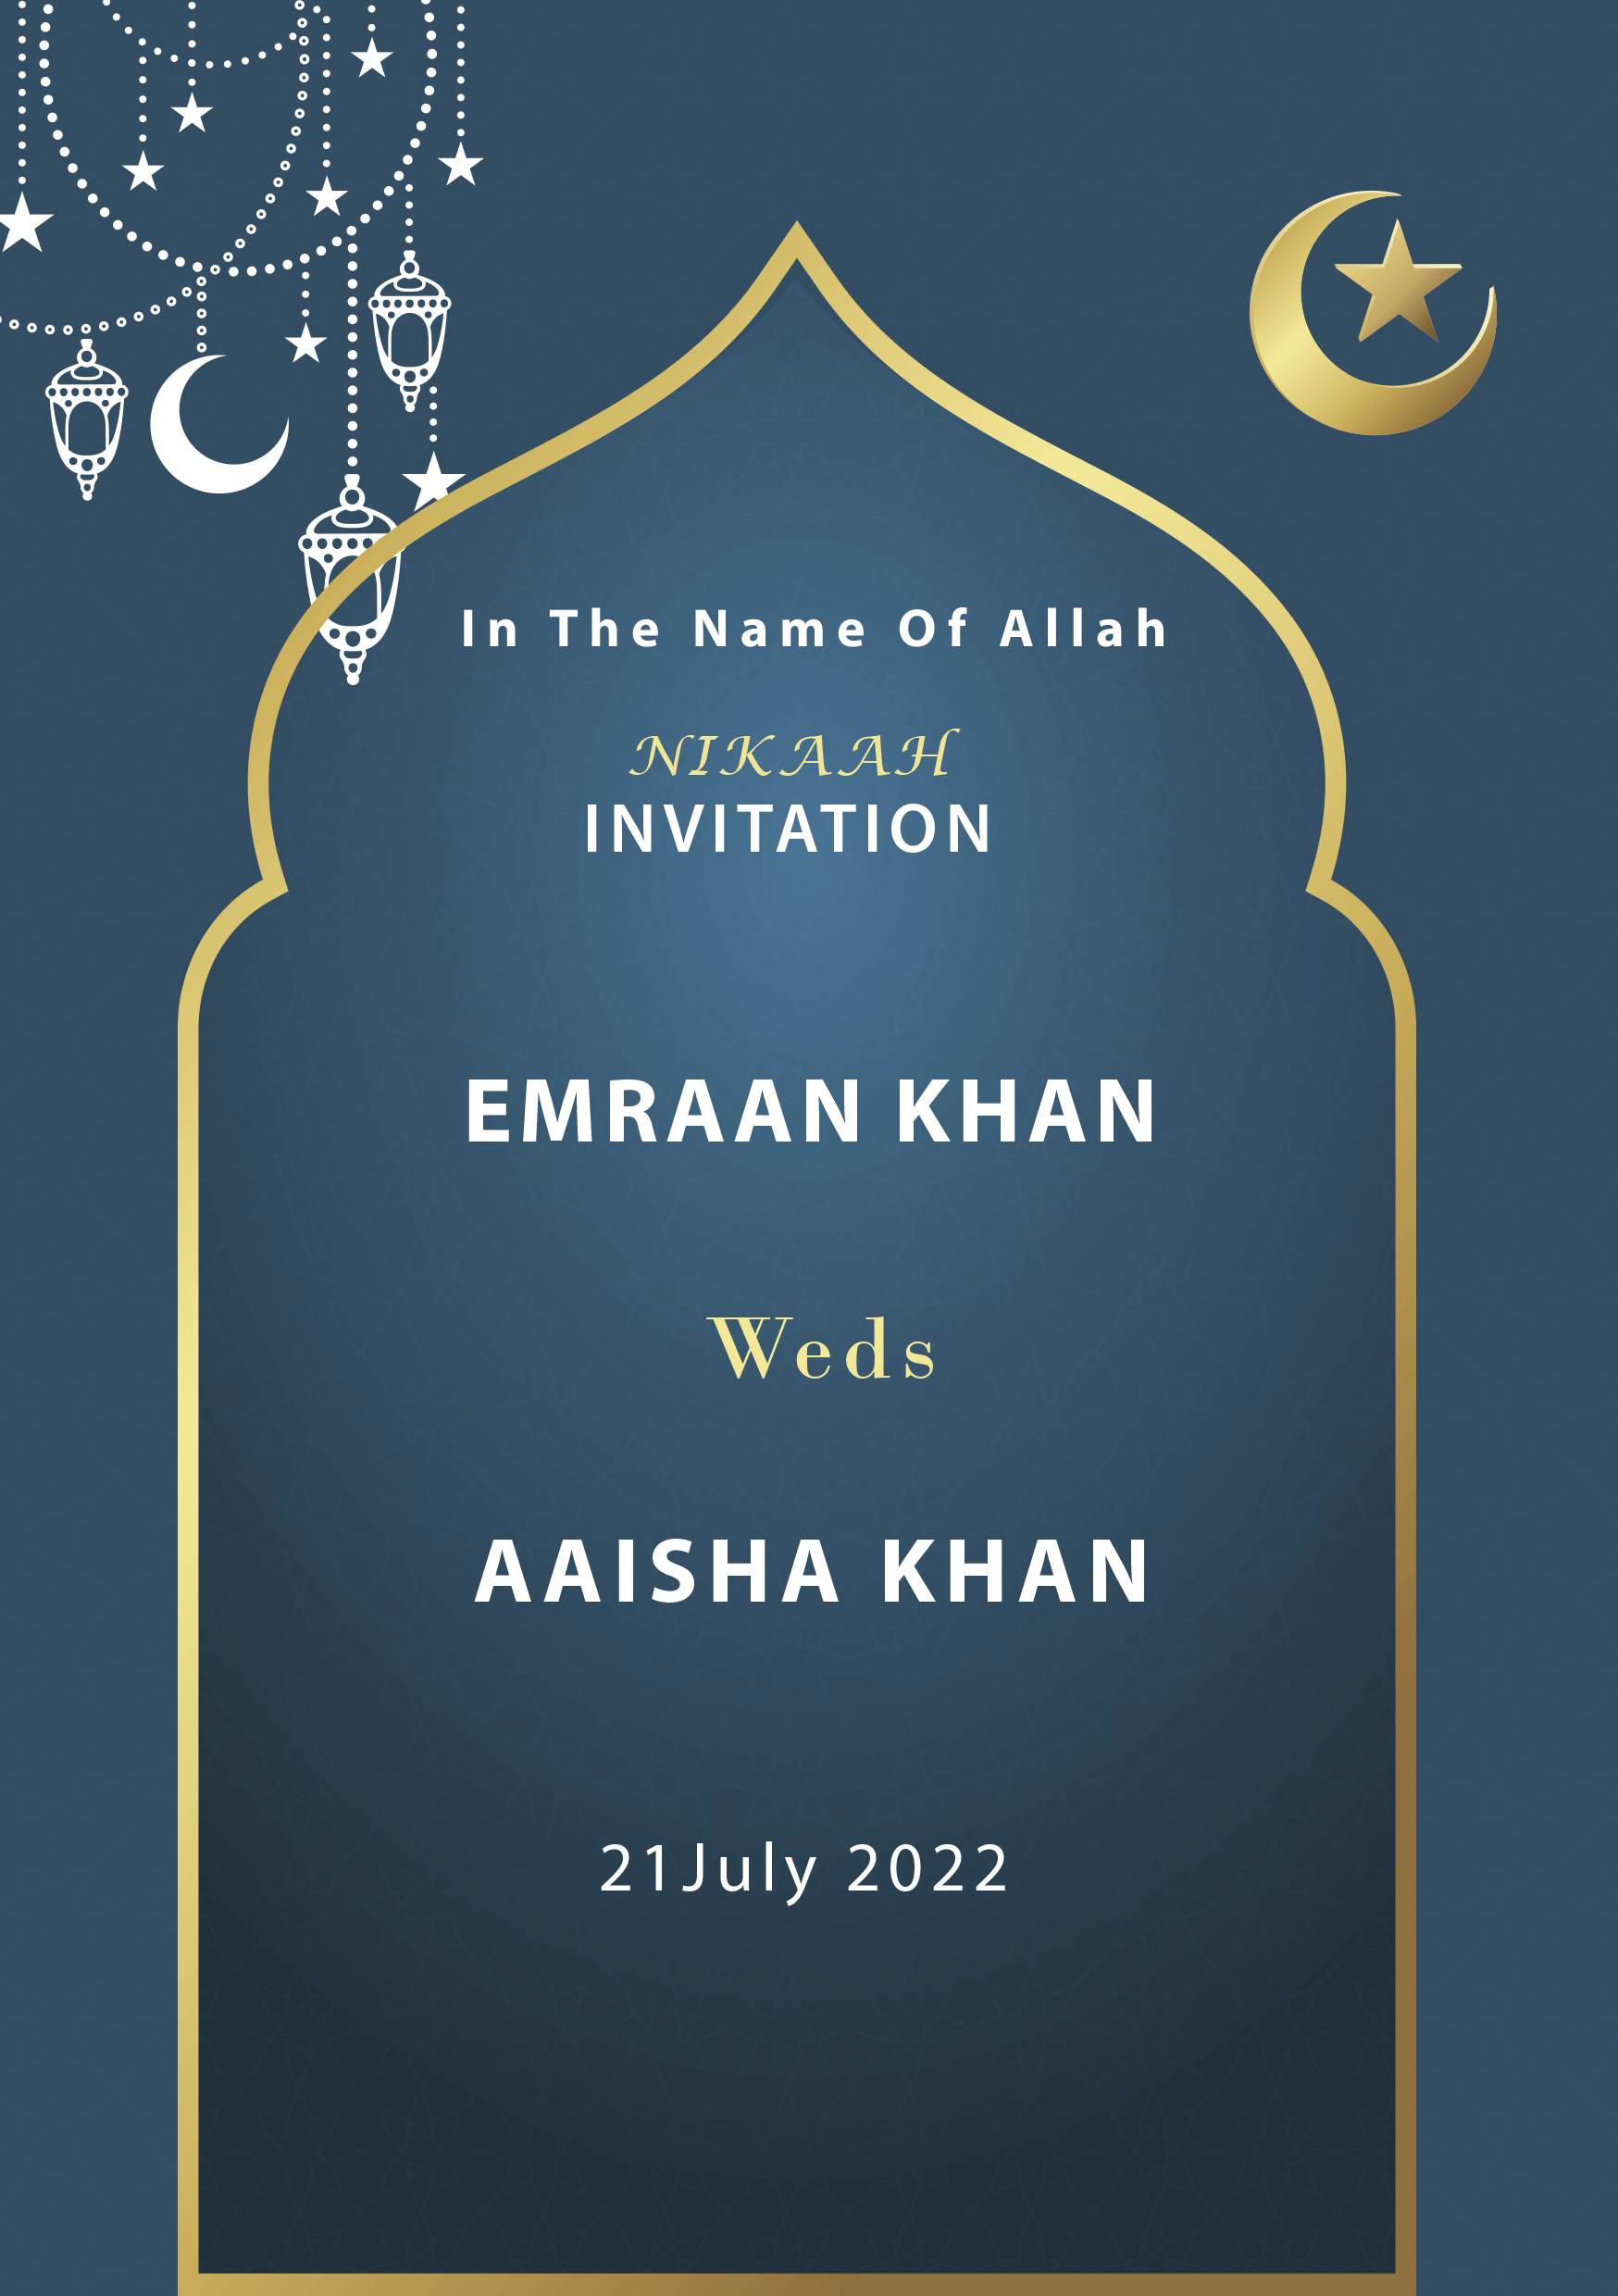 In The Name Of Allah
NIKAAH
INVITATION
EMRAAN KHAN
Weds
AAISHA KHAN
21July 2022